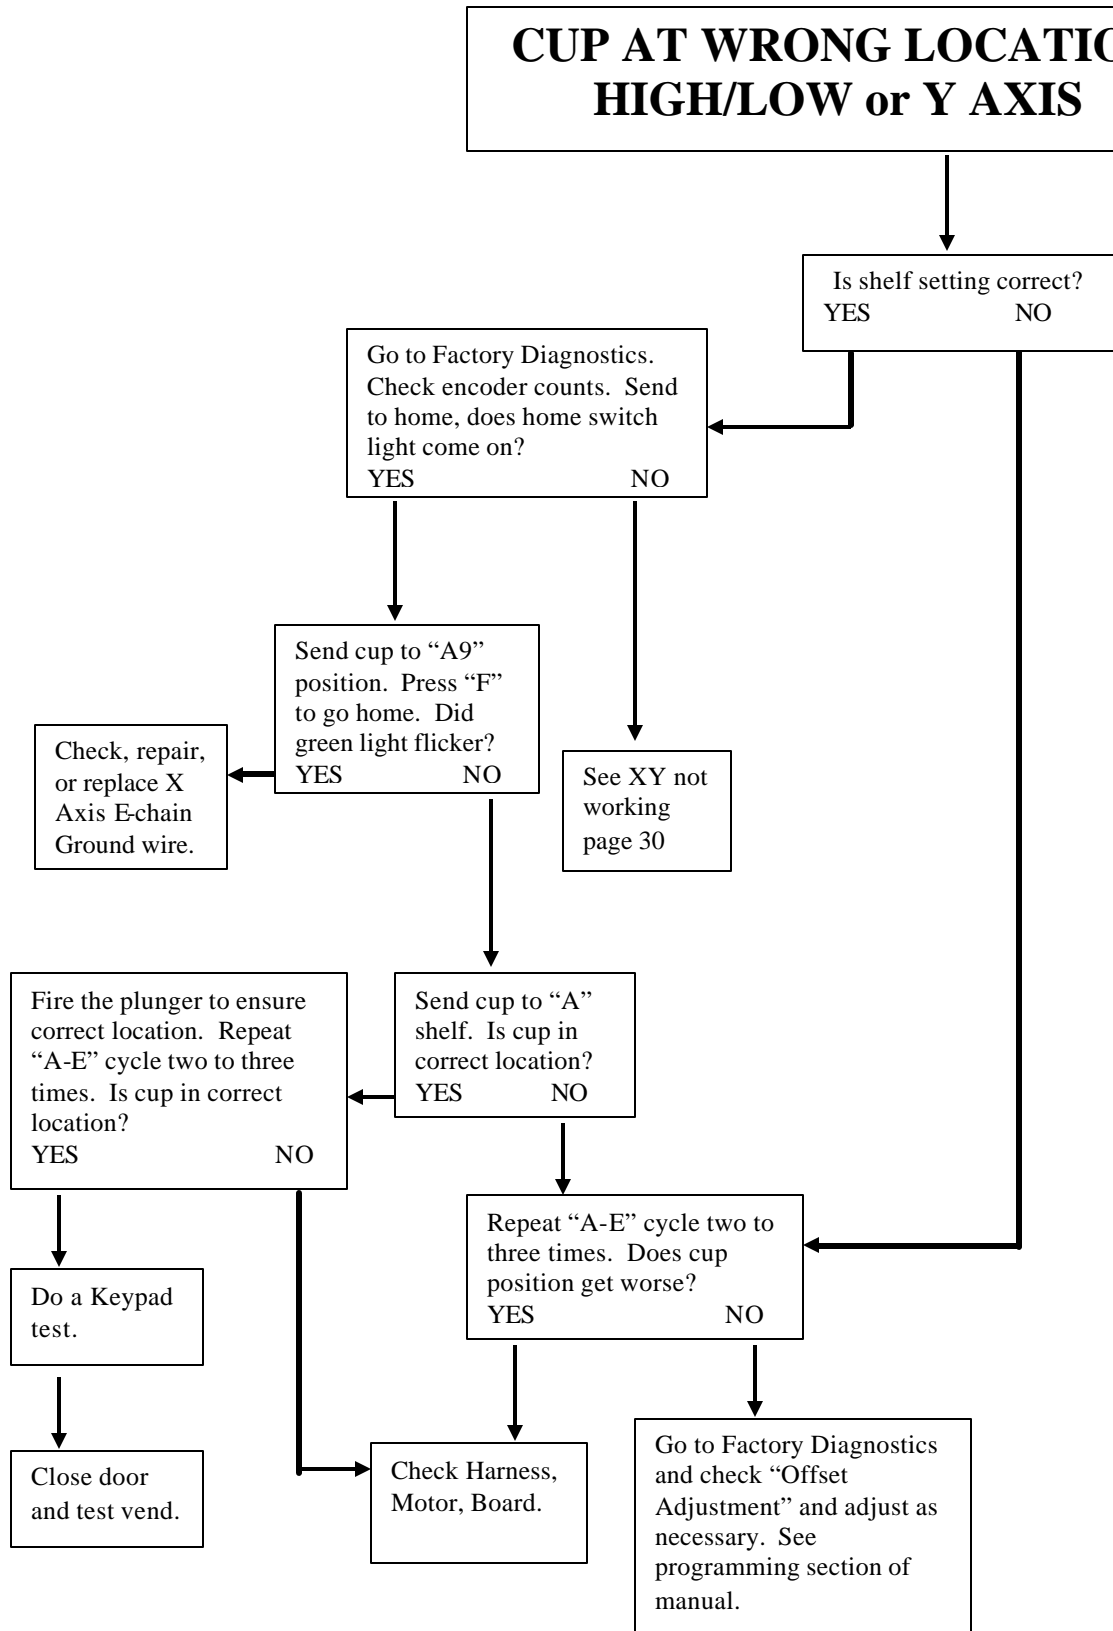 CUP AT WRONG LOCATIO
HIGH/LOW or Y AXIS
Is shelf setting correct?
YES NO
Go to Factory Diagnostics.
Check encoder counts. Send
to home, does home switch
light come on?
YES NO
Send cup to “A9”
position. Press “F”
to go home. Did
green light flicker?
YES NO
Check, repair,
or replace X
Axis E-chain
Ground wire.
See XY not
working
page 30
Fire the plunger to ensure
correct location. Repeat
“A-E” cycle two to three
times. Is cup in correct
location?
YES NO
Send cup to “A”
shelf. Is cup in
correct location?
YES NO
Repeat “A-E” cycle two to
three times. Does cup
position get worse?
YES NO
Do a Keypad
test.
Close door
and test vend.
Check Harness,
Motor, Board.
Go to Factory Diagnostics
and check “Offset
Adjustment” and adjust as
necessary. See
programming section of
manual.